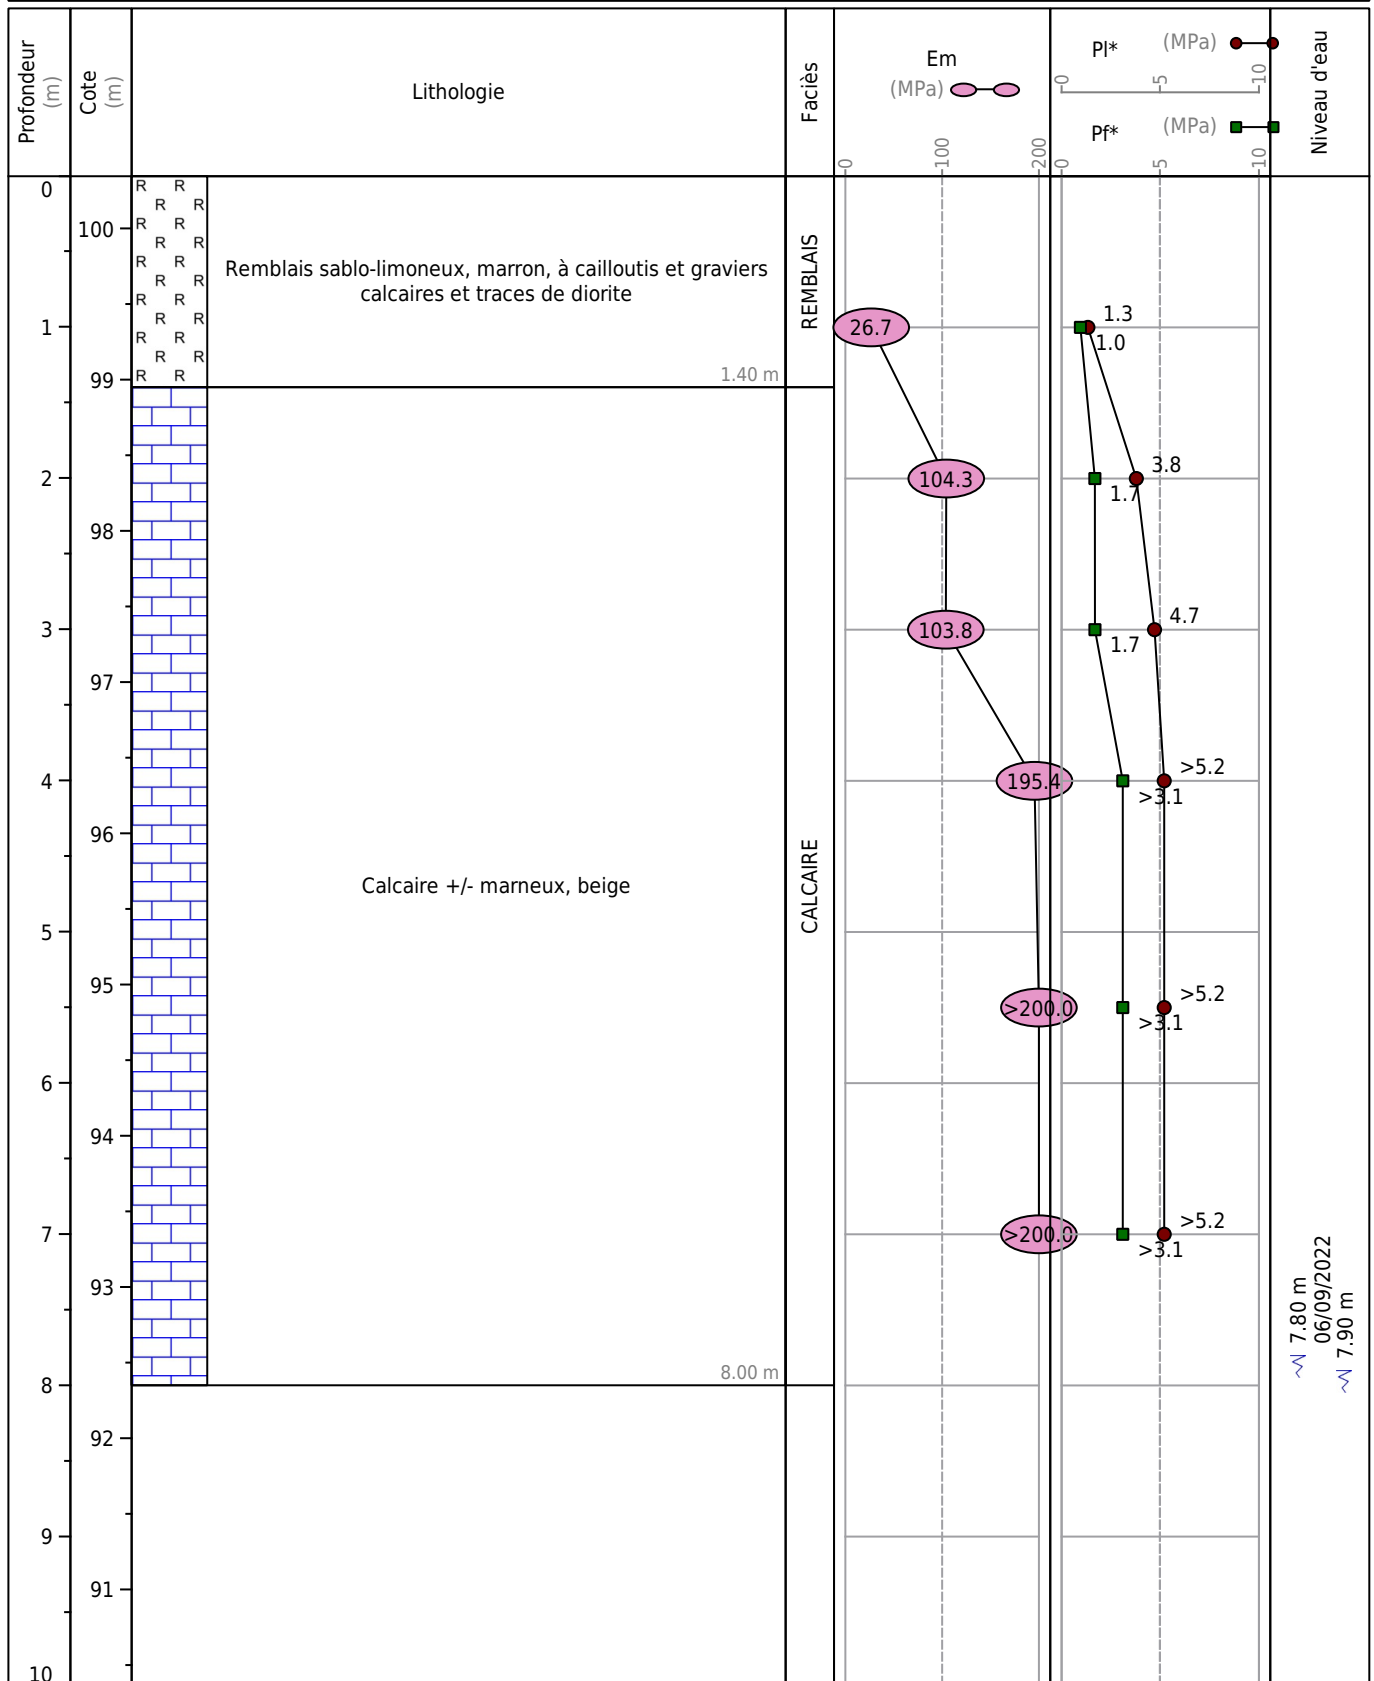 Profondeur
(m)
Cote
(m)
Lithologie
Faciès
Em
(MPa)
0
100
200
Pl*
(MPa)
0
5
10
Pf*
(MPa)
0
5
10
Niveau d'eau
0
1
2
3
4
5
6
7
8
9
10
100
99
98
97
96
95
94
93
92
91
R R
R R
R R
R R
R R
R R
R R
R R
R R
R R
R R
Remblais sablo-limoneux, marron, à cailloutis et graviers
calcaires et traces de diorite
1.40 m
REMBLAIS
Calcaire +/- marneux, beige
8.00 m
CALCAIRE
26.7
104.3
103.8
195.4
>200.0
>200.0
1.3
1.0
3.8
1.7
4.7
1.7
>5.2
>3.1
>5.2
>3.1
>5.2
>3.1
7.80 m
06/09/2022
7.90 m